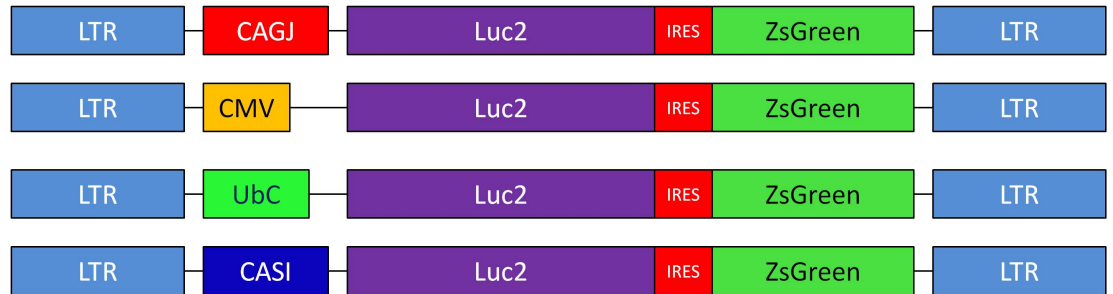 LTR CAGJ Luc2 IRES ZsGreen LTR
LTR CMV Luc2 IRES ZsGreen LTR
LTR UbC Luc2 IRES ZsGreen LTR
LTR CASI Luc2 IRES ZsGreen LTR